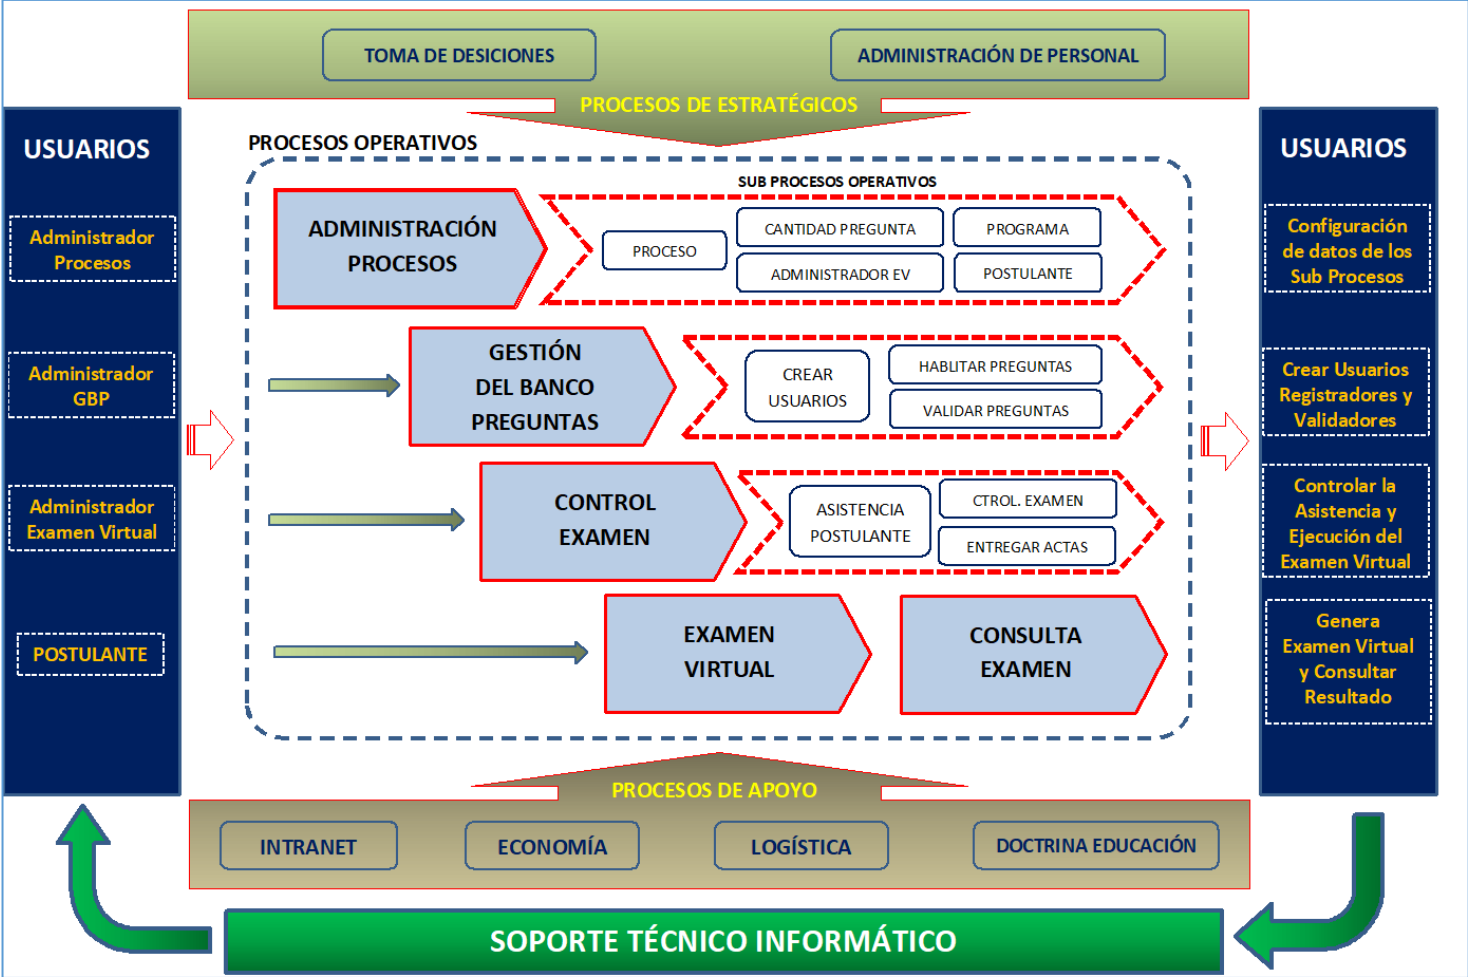 TOMA DE DESICIONES
ADMINISTRACIÓN DE PERSONAL
PROCESOS DE ESTRATÉGICOS
USUARIOS
Administrador
Procesos
Administrador
GBP
Administrador
Examen Virtual
POSTULANTE
PROCESOS OPERATIVOS
SUB PROCESOS OPERATIVOS
ADMINISTRACIÓN
PROCESOS
PROCESO
CANTIDAD PREGUNTA
PROGRAMA
ADMINISTRADOR EV
POSTULANTE
GESTIÓN
DEL BANCO
PREGUNTAS
CREAR
USUARIOS
HABLITAR PREGUNTAS
VALIDAR PREGUNTAS
CONTROL
EXAMEN
ASISTENCIA
POSTULANTE
CTROL. EXAMEN
ENTREGAR ACTAS
EXAMEN
VIRTUAL
CONSULTA
EXAMEN
USUARIOS
Configuración
de datos de los
Sub Procesos
Crear Usuarios
Registradores y
Validadores
Controlar la
Asistencia y
Ejecución del
Examen Virtual
Genera
Examen Virtual
y Consultar
Resultado
PROCESOS DE APOYO
INTRANET
ECONOMÍA
LOGÍSTICA
DOCTRINA EDUCACIÓN
SOPORTE TÉCNICO INFORMÁTICO